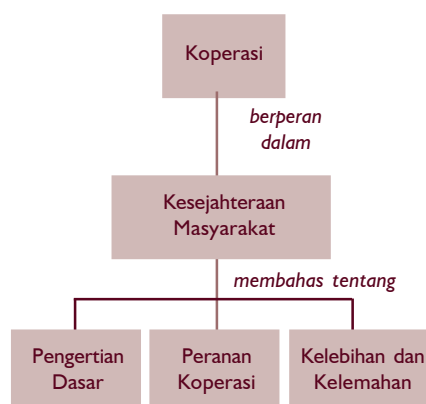 Koperasi
berperan
dalam
Kesejahteraan
Masyarakat
membahas tentang
Pengertian
Dasar
Peranan
Koperasi
Kelebihan dan
Kelemahan